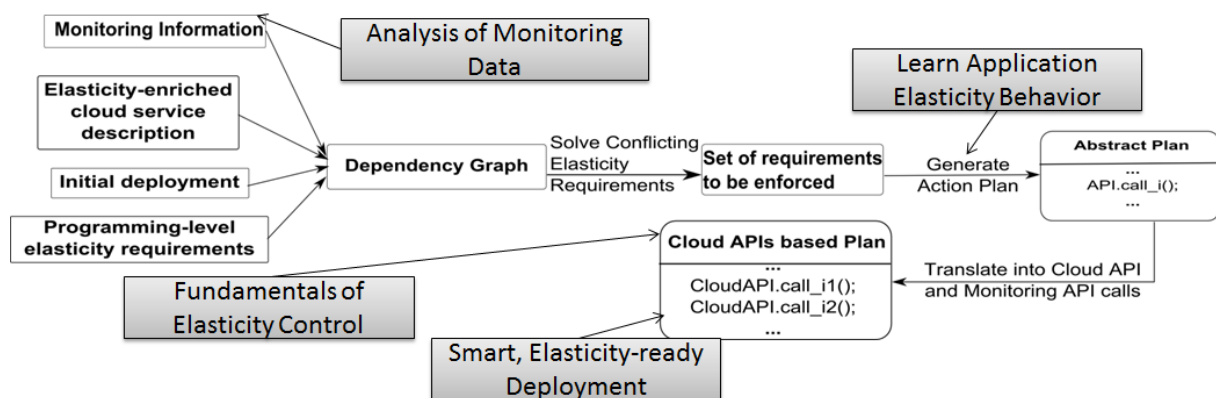 Monitoring Information
Analysis of Monitoring
Data
Learn Application
Elasticity Behavior
Elasticity-enriched
cloud service
description
Initial deployment
Programming-level
elasticity requirements
Dependency Graph
Solve Conflicting
Elasticity
Requirements
Set of requirements
to be enforced
Generate
Action Plan
Abstract Plan
...
API.call_i();
...
Translate into Cloud API
and Monitoring API calls
Cloud APIs based Plan
...
CloudAPI.call_i1();
CloudAPI.call_i2();
...
Fundamentals of
Elasticity Control
Smart, Elasticity-ready
Deployment